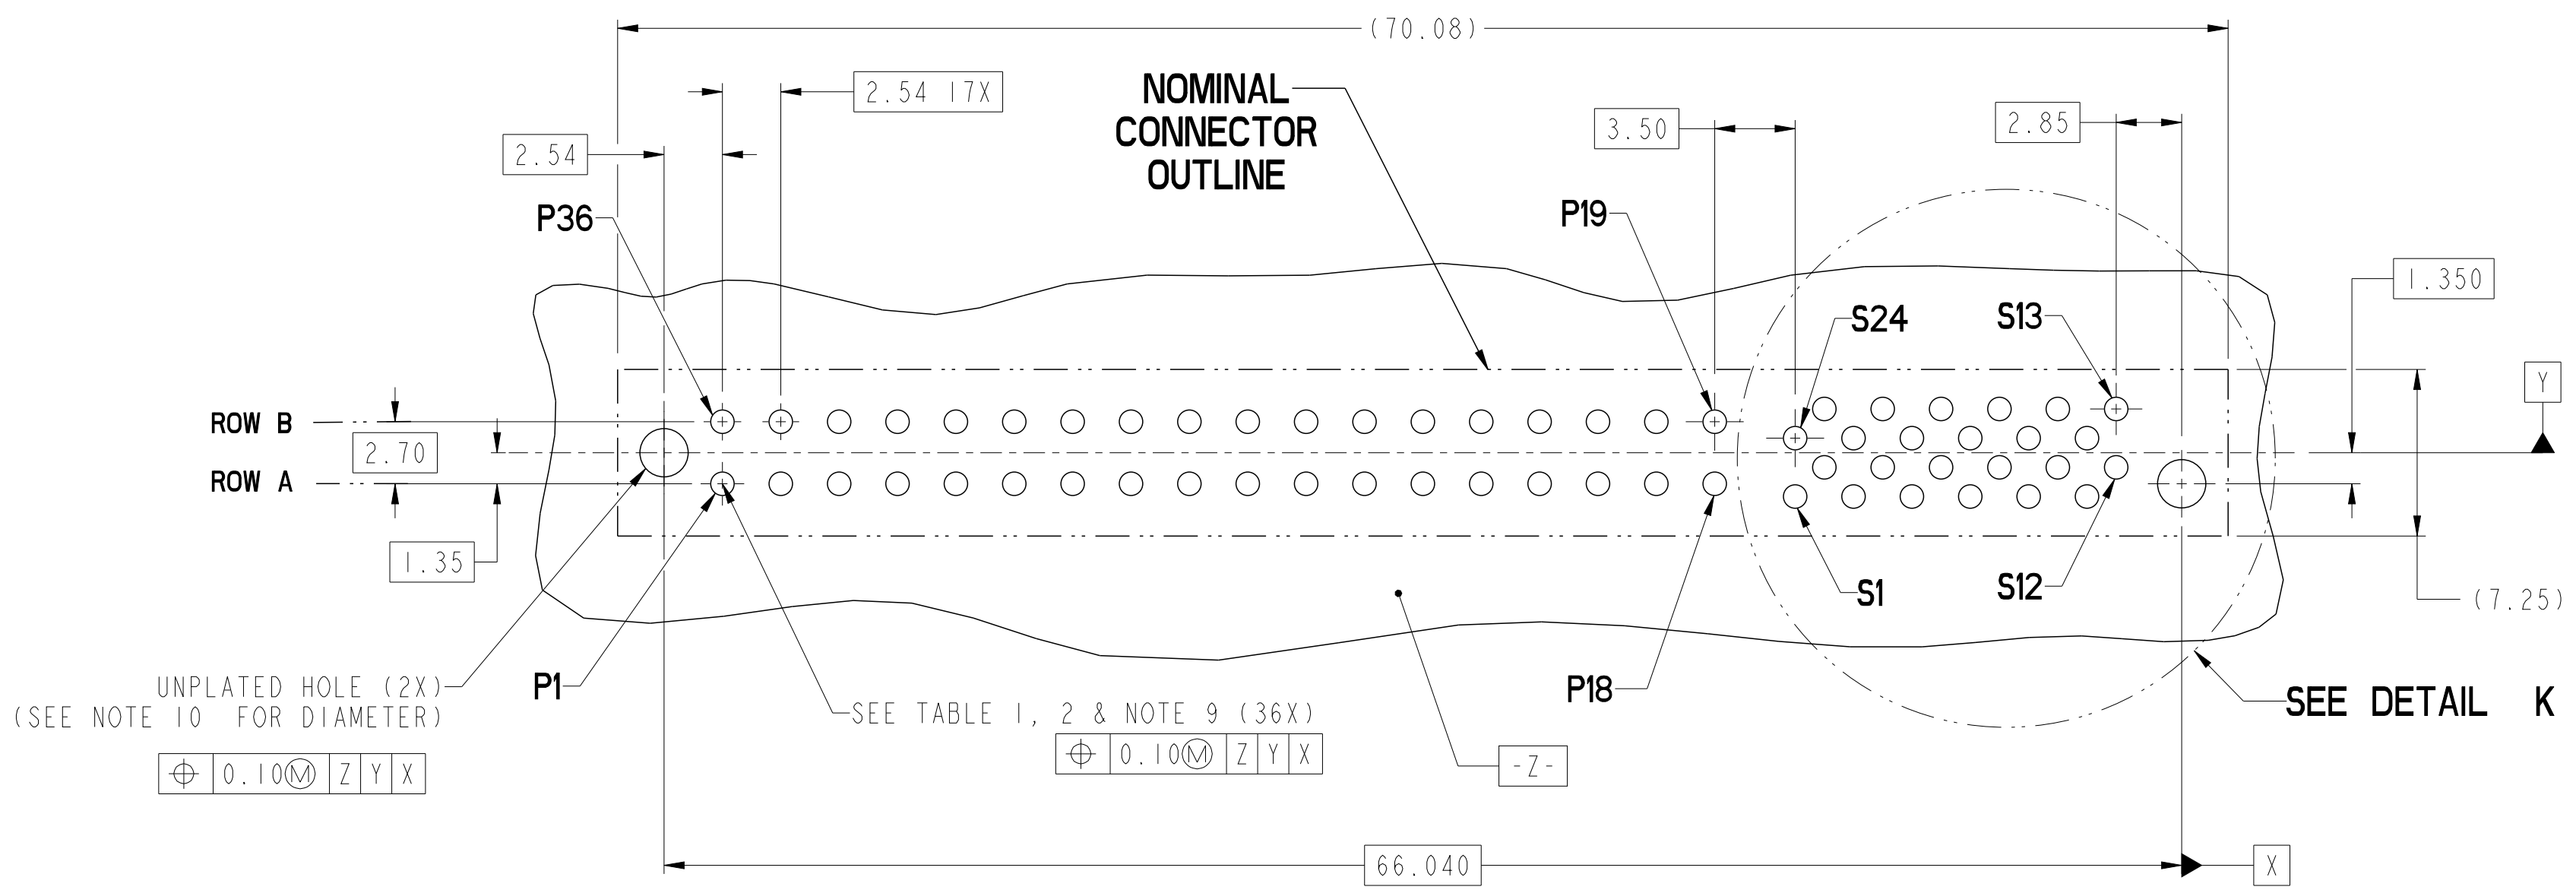 (70.08)
2.54 17X
NOMINAL
CONNECTOR
OUTLINE
3.50
2.85
2.54
P36
P19
1.350
S24
S13
Y
ROW B
2.70
ROW A
1.35
S1
S12
(7.25)
UNPLATED HOLE (2X)
(SEE NOTE 10 FOR DIAMETER)
P1
P18
SEE TABLE 1, 2 & NOTE 9 (36X)
SEE DETAIL K
⌖ 0.10Ⓜ Z Y X
⌖ 0.10Ⓜ Z Y X
-Z-
66.040
X